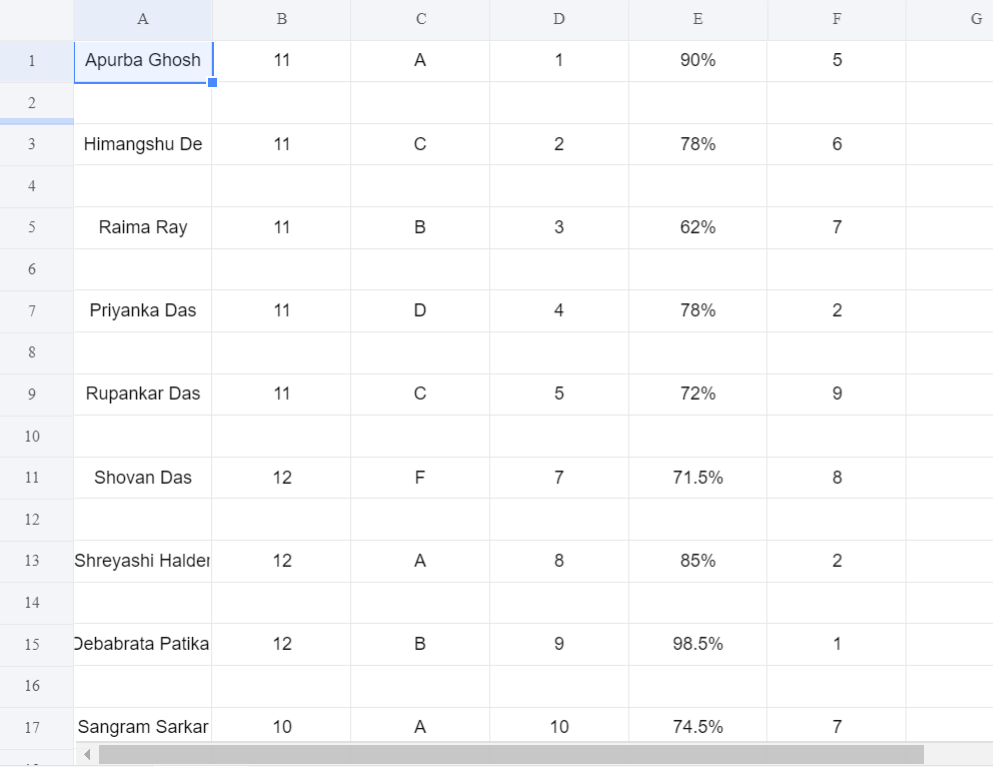 A B C D E F G
1 Apurba Ghosh 11 A 1 90% 5
2
3 Himangshu De 11 C 2 78% 6
4
5 Raima Ray 11 B 3 62% 7
6
7 Priyanka Das 11 D 4 78% 2
8
9 Rupankar Das 11 C 5 72% 9
10
11 Shovan Das 12 F 7 71.5% 8
12
13 Shreyashi Halder 12 A 8 85% 2
14
15 Debabrata Patika 12 B 9 98.5% 1
16
17 Sangram Sarkar 10 A 10 74.5% 7